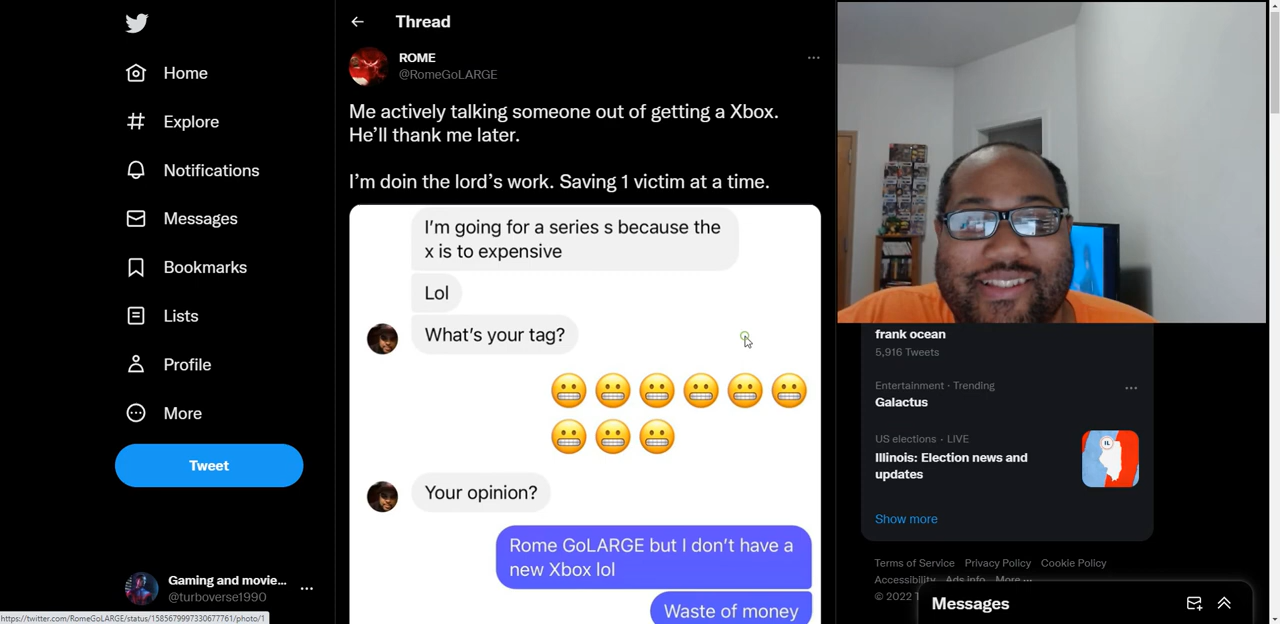 Home
Explore
Notifications
Messages
Bookmarks
Lists
Profile
More
Tweet
Gaming and movie...
@turboverse1990
https://twitter.com/RomeGoLARGE/status/1585679997330677761/photo/1
Thread
ROME
@RomeGoLARGE
Me actively talking someone out of getting a Xbox.
He'll thank me later.
I'm doin the lord's work. Saving 1 victim at a time.
I'm going for a series s because the
x is to expensive
Lol
What's your tag?
Your opinion?
Rome GoLARGE but I don't have a
new Xbox lol
Waste of money
frank ocean
5,916 Tweets
Entertainment · Trending
Galactus
US elections · LIVE
Illinois: Election news and
updates
IL
Show more
Terms of Service Privacy Policy Cookie Policy
Accessibility Ads info More
© 2022
Messages